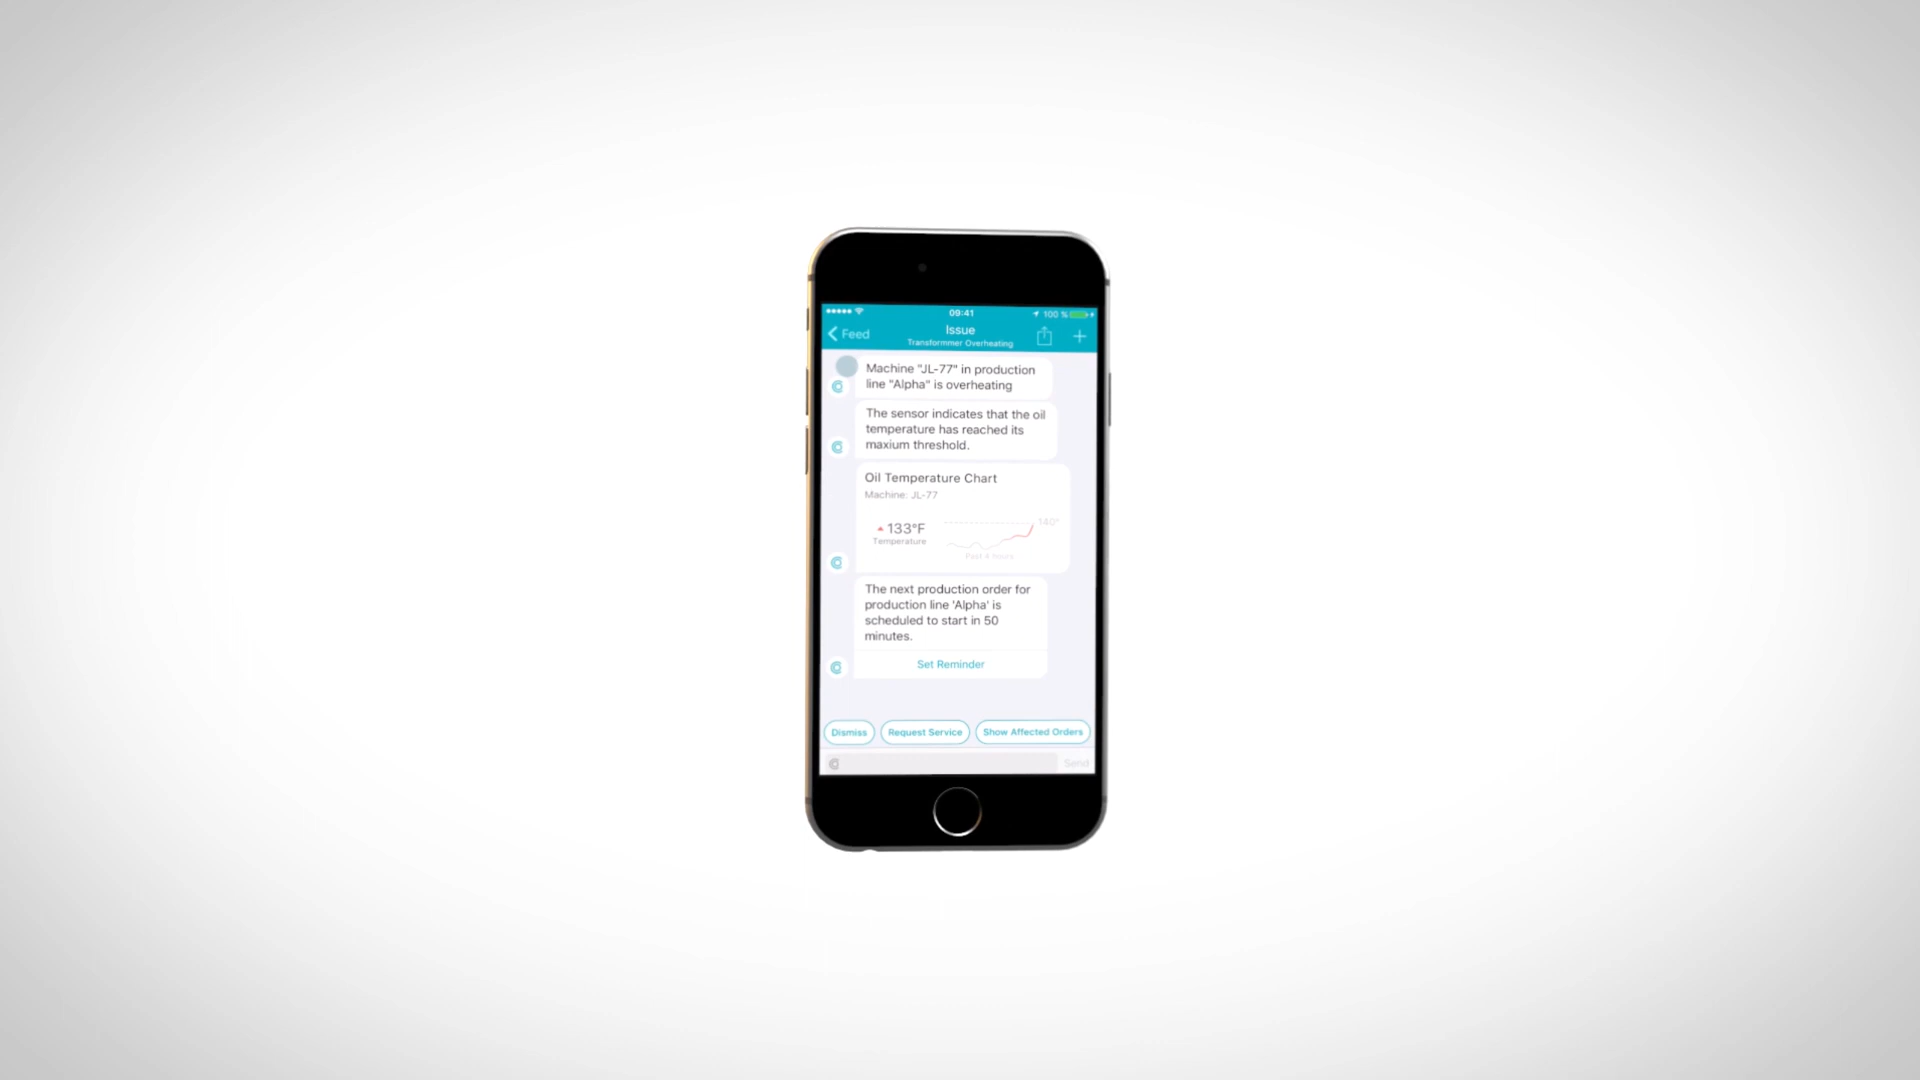 09:41
100 %
Feed
Issue
Transformmer Overheating
Machine "JL-77" in production
line "Alpha" is overheating
The sensor indicates that the oil
temperature has reached its
maxium threshold.
Oil Temperature Chart
Machine: JL-77
133°F
Temperature
140°
Past 4 hours
The next production order for
production line 'Alpha' is
scheduled to start in 50
minutes.
Set Reminder
Dismiss
Request Service
Show Affected Orders
Send